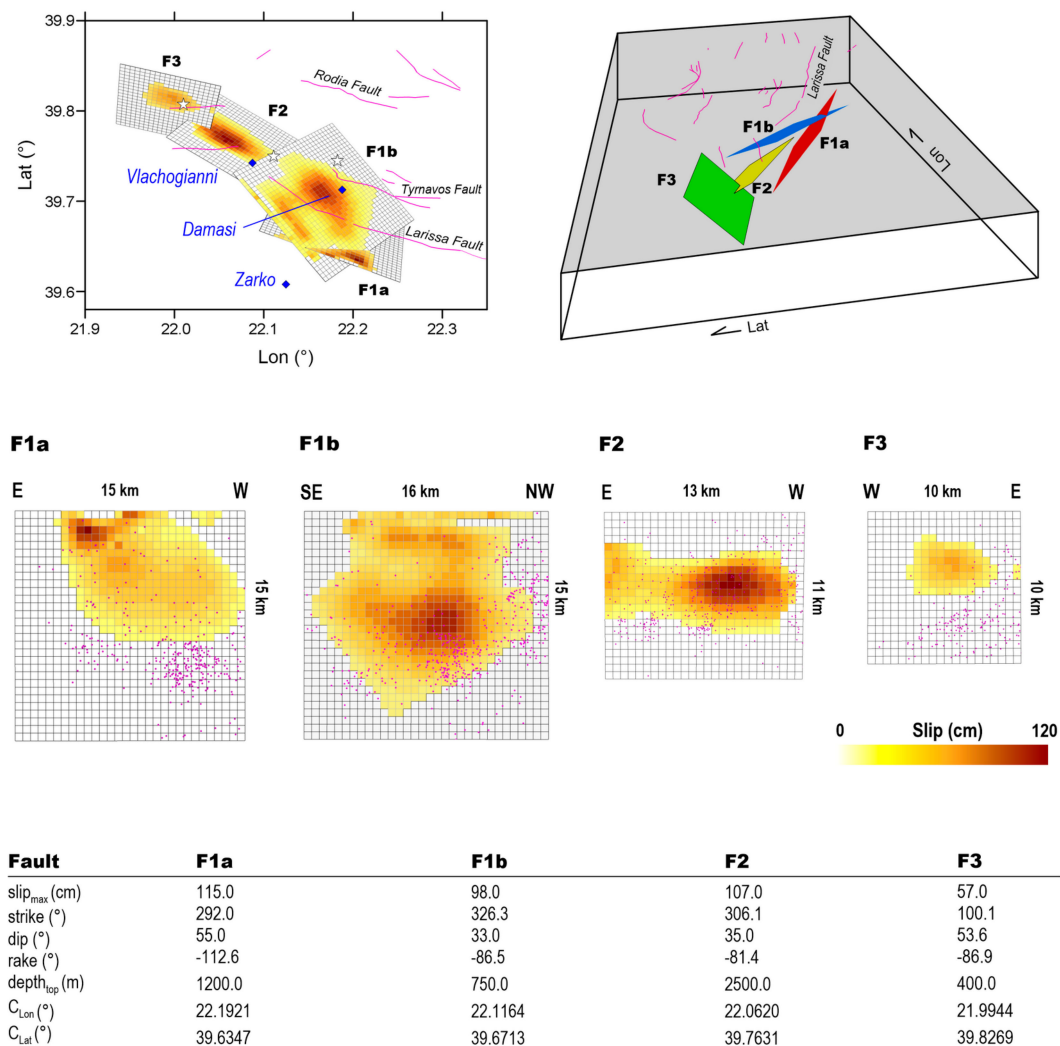 39.9
39.8
39.7
39.6
Lat (°)
21.9 22.0 22.1 22.2 22.3
Lon (°)
F3
F2
F1b
F1a
Rodia Fault
Tyrnavos Fault
Larissa Fault
Vlachogianni
Damasi
Zarko
Larissa Fault
F1b
F1a
F2
F3
Lon
Lat
F1a F1b F2 F3
E 15 km W
15 km
SE 16 km NW
15 km
E 13 km W
11 km
W 10 km E
10 km
0 Slip (cm) 120
Fault F1a F1b F2 F3
slipmax (cm) 115.0 98.0 107.0 57.0
strike (°) 292.0 326.3 306.1 100.1
dip (°) 55.0 33.0 35.0 53.6
rake (°) -112.6 -86.5 -81.4 -86.9
depthtop (m) 1200.0 750.0 2500.0 400.0
CLon (°) 22.1921 22.1164 22.0620 21.9944
CLat (°) 39.6347 39.6713 39.7631 39.8269